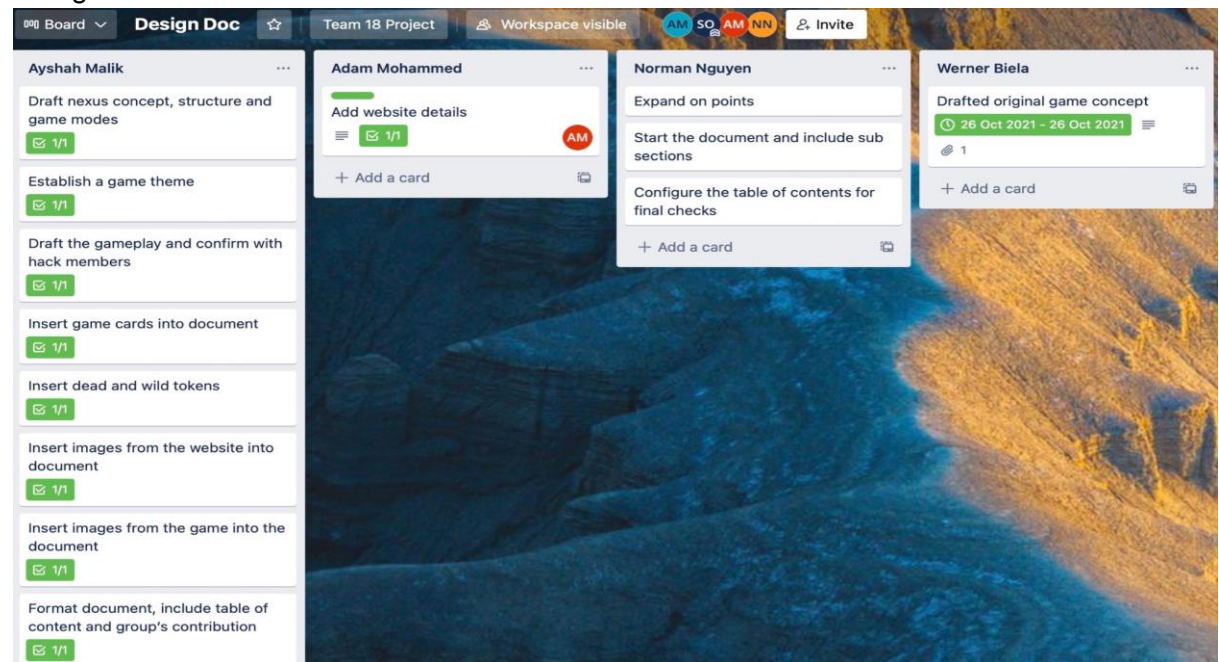 Board
Design Doc
Team 18 Project
Workspace visible
AM SO AM NN
Invite
Ayshah Malik
Draft nexus concept, structure and
game modes
1/1
Establish a game theme
1/1
Draft the gameplay and confirm with
hack members
1/1
Insert game cards into document
1/1
Insert dead and wild tokens
1/1
Insert images from the website into
document
1/1
Insert images from the game into the
document
1/1
Format document, include table of
content and group's contribution
1/1
Adam Mohammed
Add website details
1/1
AM
+ Add a card
Norman Nguyen
Expand on points
Start the document and include sub
sections
Configure the table of contents for
final checks
+ Add a card
Werner Biela
Drafted original game concept
26 Oct 2021 - 26 Oct 2021
1
+ Add a card